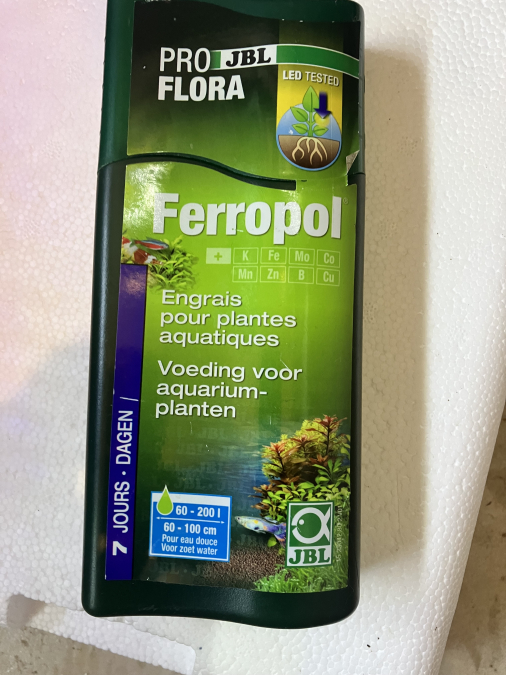 PRO JBL
FLORA
LED TESTED
Ferropol
+ K Fe Mo Co
Mn Zn B Cu
Engrais
pour plantes
aquatiques
Voeding voor
aquarium-
planten
7 JOURS · DAGEN /
60 - 200 l
60 - 100 cm
Pour eau douce
Voor zoet water
JBL